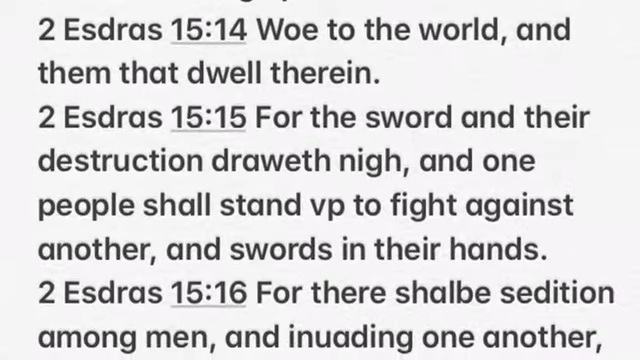 2 Esdras 15:14 Woe to the world, and
them that dwell therein.
2 Esdras 15:15 For the sword and their
destruction draweth nigh, and one
people shall stand vp to fight against
another, and swords in their hands.
2 Esdras 15:16 For there shalbe sedition
among men, and inuading one another,